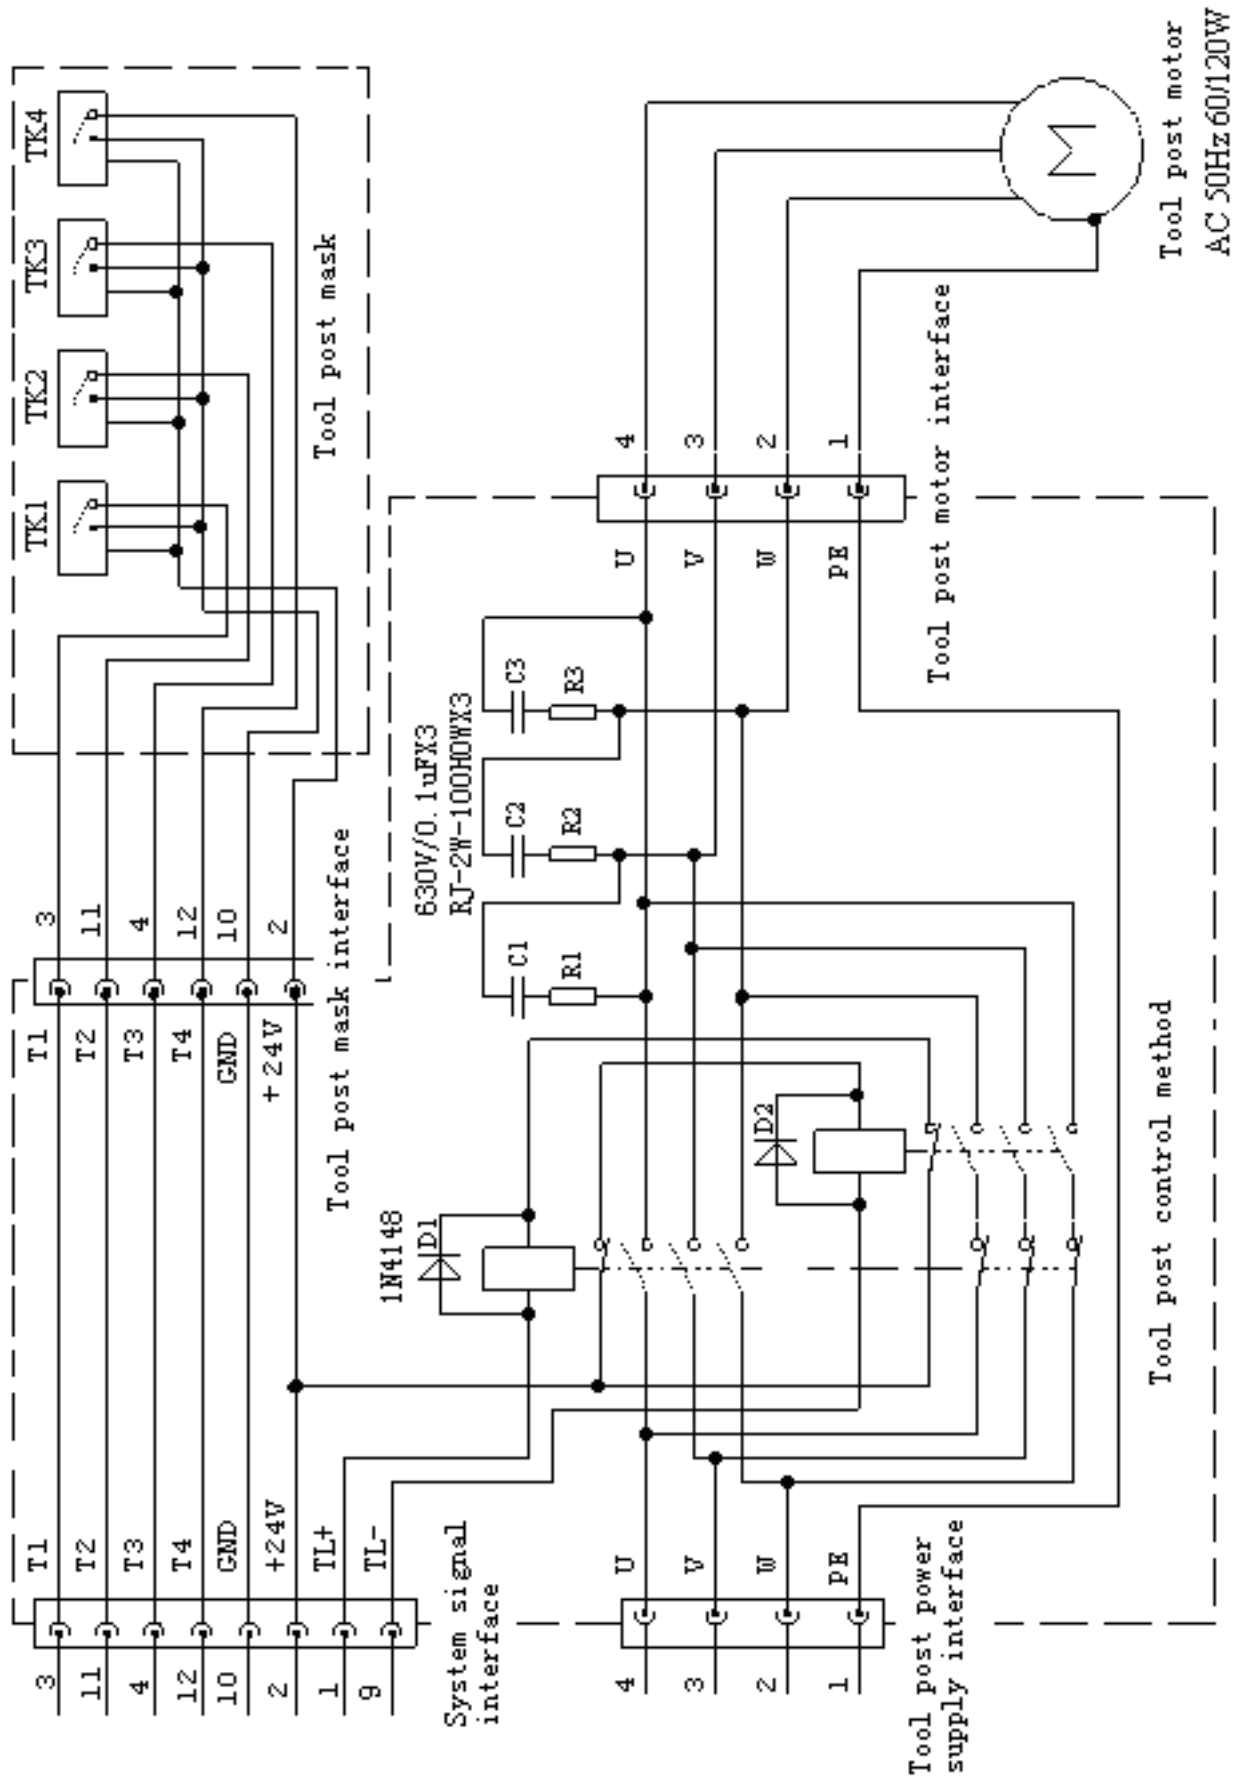 TK1 TK2 TK3 TK4
3 T1 T1 3
11 T2 T2 11
4 T3 T3 4
12 T4 T4 12
10 GND GND 10
2 +24V +24V 2
1 TL+
9 TL-
Tool post mask
Tool post mask interface
System signal
interface
1N4148
D1
630V/0.1uFX3
RJ-2W-100HOWX3
C1 C2 C3
R1 R2 R3
4 U U 4
3 V V 3
2 W W 2
1 PE PE 1
D2
Tool post power
supply interface
Tool post motor interface
M
Tool post control method
Tool post motor
AC 50Hz 60/120W